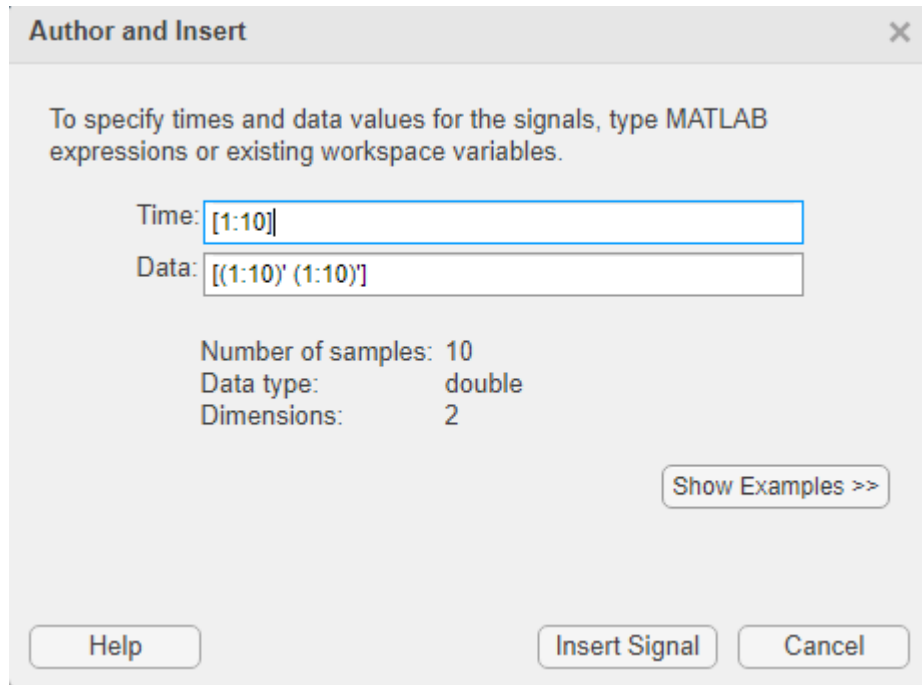 Author and Insert ×
To specify times and data values for the signals, type MATLAB
expressions or existing workspace variables.
Time: [1:10]
Data: [(1:10)' (1:10)']
Number of samples: 10
Data type: double
Dimensions: 2
Show Examples >>
Help Insert Signal Cancel